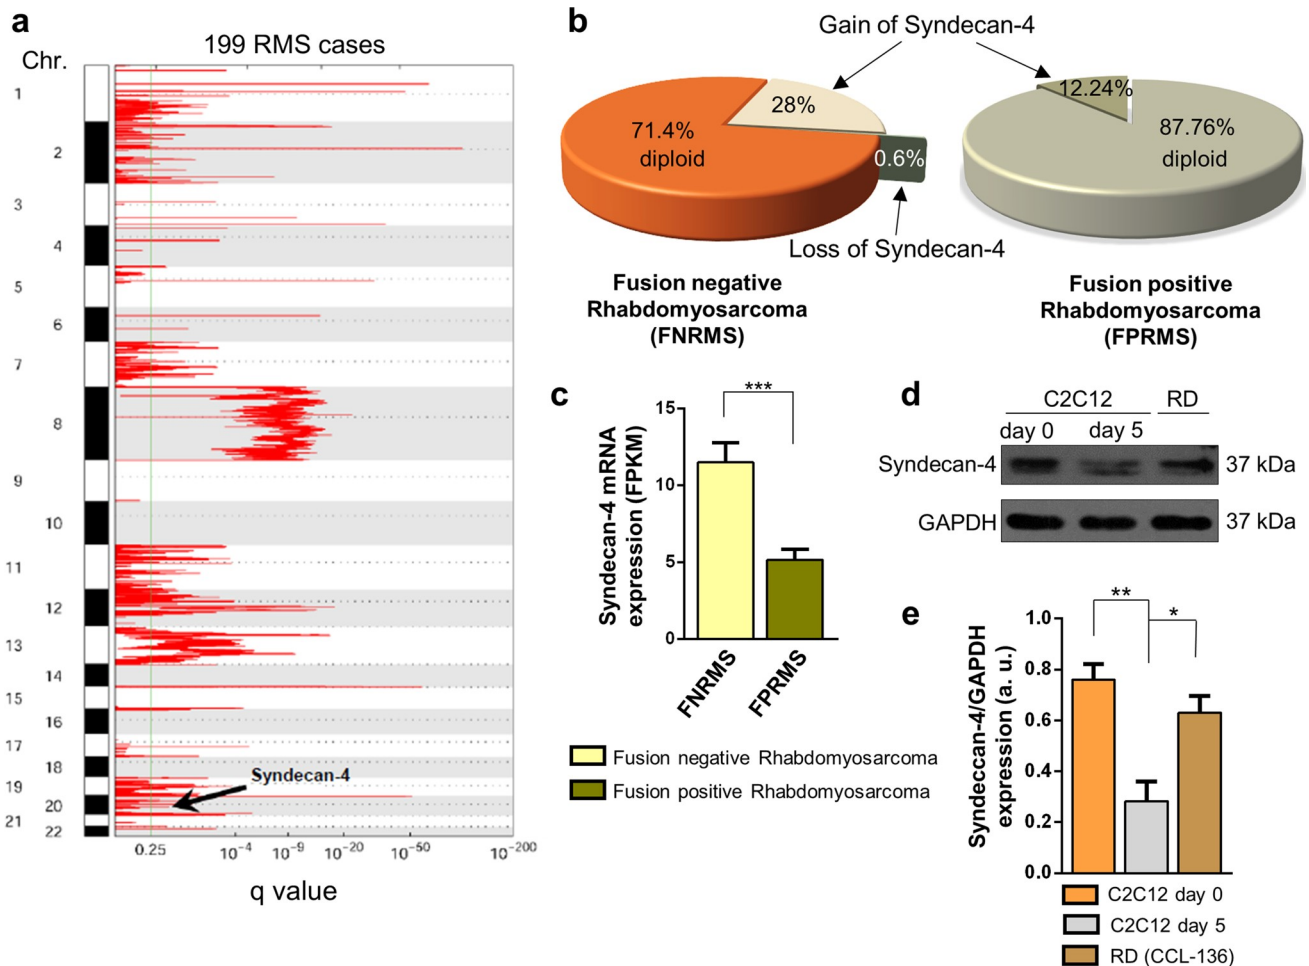 a
199 RMS cases
Chr.
1
2
3
4
5
6
7
8
9
10
11
12
13
14
15
16
17
18
19
20
21
22
Syndecan-4
0.25
10⁻⁴
10⁻⁹
10⁻²⁰
10⁻⁵⁰
10⁻²⁰⁰
q value
b
Gain of Syndecan-4
28%
71.4%
diploid
0.6%
12.24%
87.76%
diploid
Loss of Syndecan-4
Fusion negative
Rhabdomyosarcoma
(FNRMS)
Fusion positive
Rhabdomyosarcoma
(FPRMS)
c
***
Syndecan-4 mRNA
expression (FPKM)
15
10
5
0
FNRMS
FPRMS
Fusion negative Rhabdomyosarcoma
Fusion positive Rhabdomyosarcoma
d
C2C12
RD
day 0
day 5
Syndecan-4
37 kDa
GAPDH
37 kDa
e
**
*
Syndeccan-4/GAPDH
expression (a. u.)
1.0
0.8
0.6
0.4
0.2
0.0
C2C12 day 0
C2C12 day 5
RD (CCL-136)